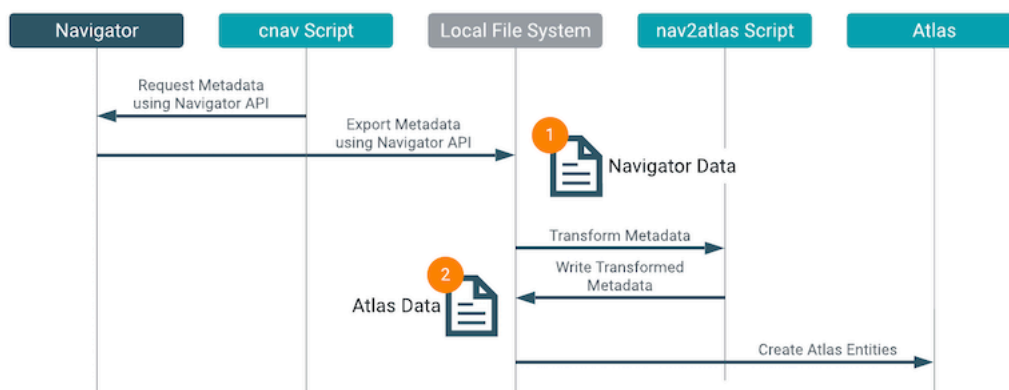 Navigator
cnav Script
Local File System
nav2atlas Script
Atlas
Request Metadata
using Navigator API
Export Metadata
using Navigator API
1
Navigator Data
Transform Metadata
Write Transformed
Metadata
2
Atlas Data
Create Atlas Entities